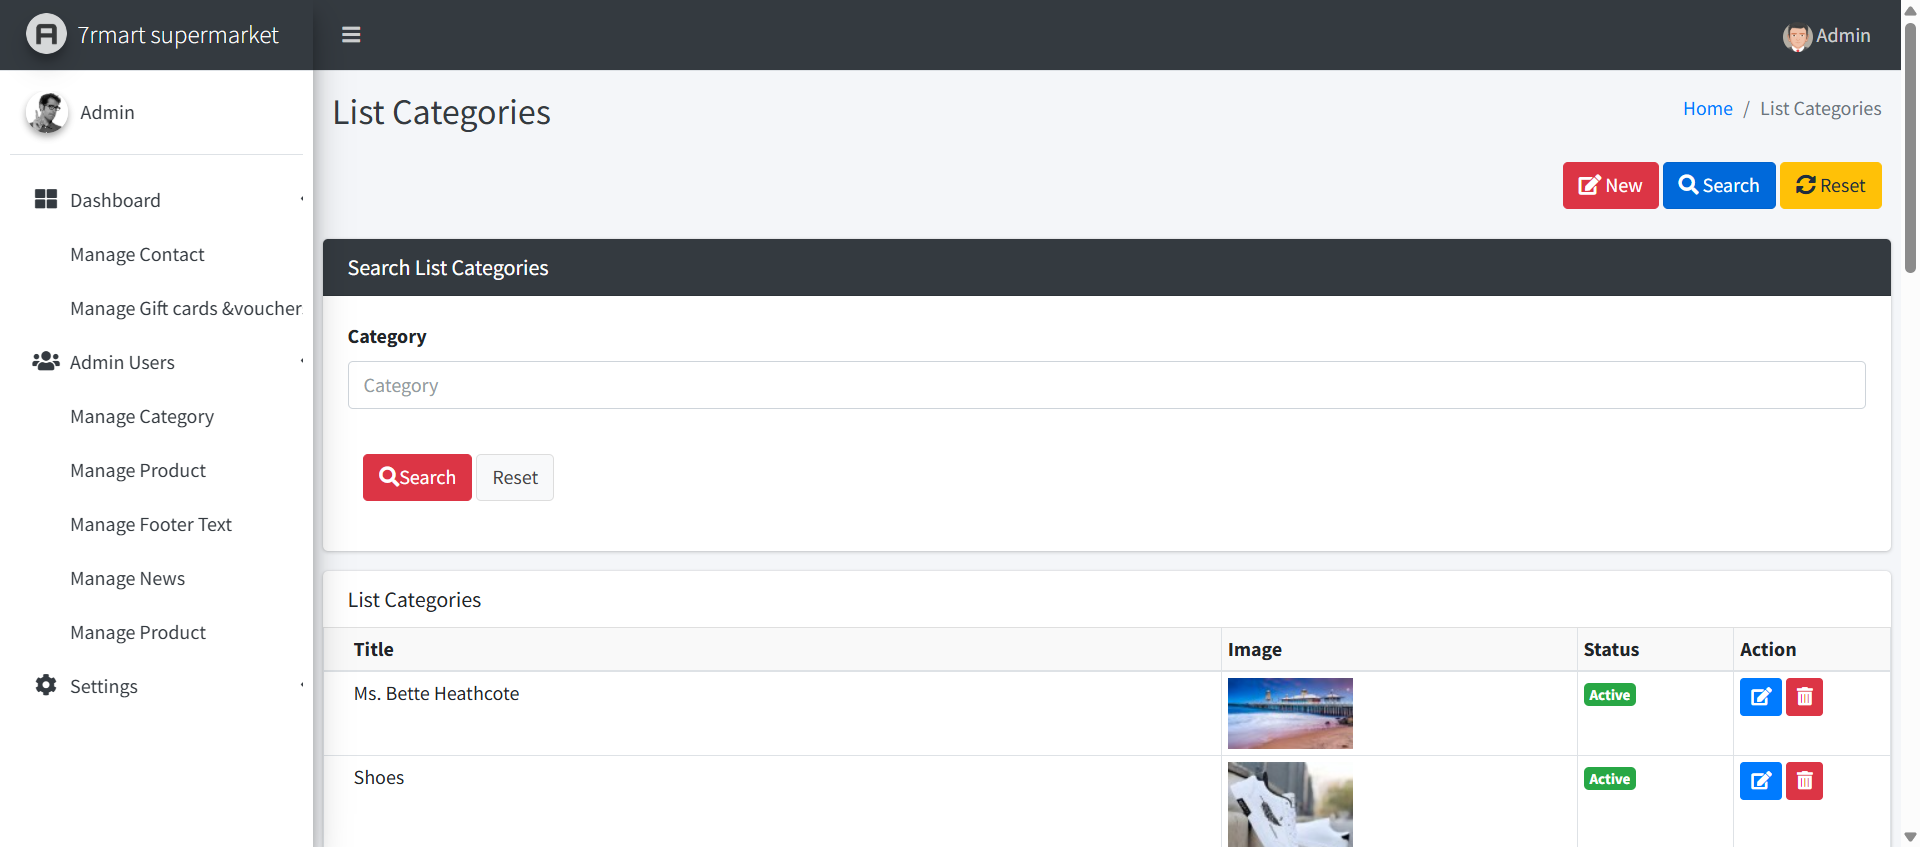 7rmart supermarket
Admin
Admin
List Categories
Home / List Categories
New
Search
Reset
Dashboard
Manage Contact
Manage Gift cards &voucher
Admin Users
Manage Category
Manage Product
Manage Footer Text
Manage News
Manage Product
Settings
Search List Categories
Category
Category
Search
Reset
List Categories
Title Image Status Action
Ms. Bette Heathcote Active
Shoes Active